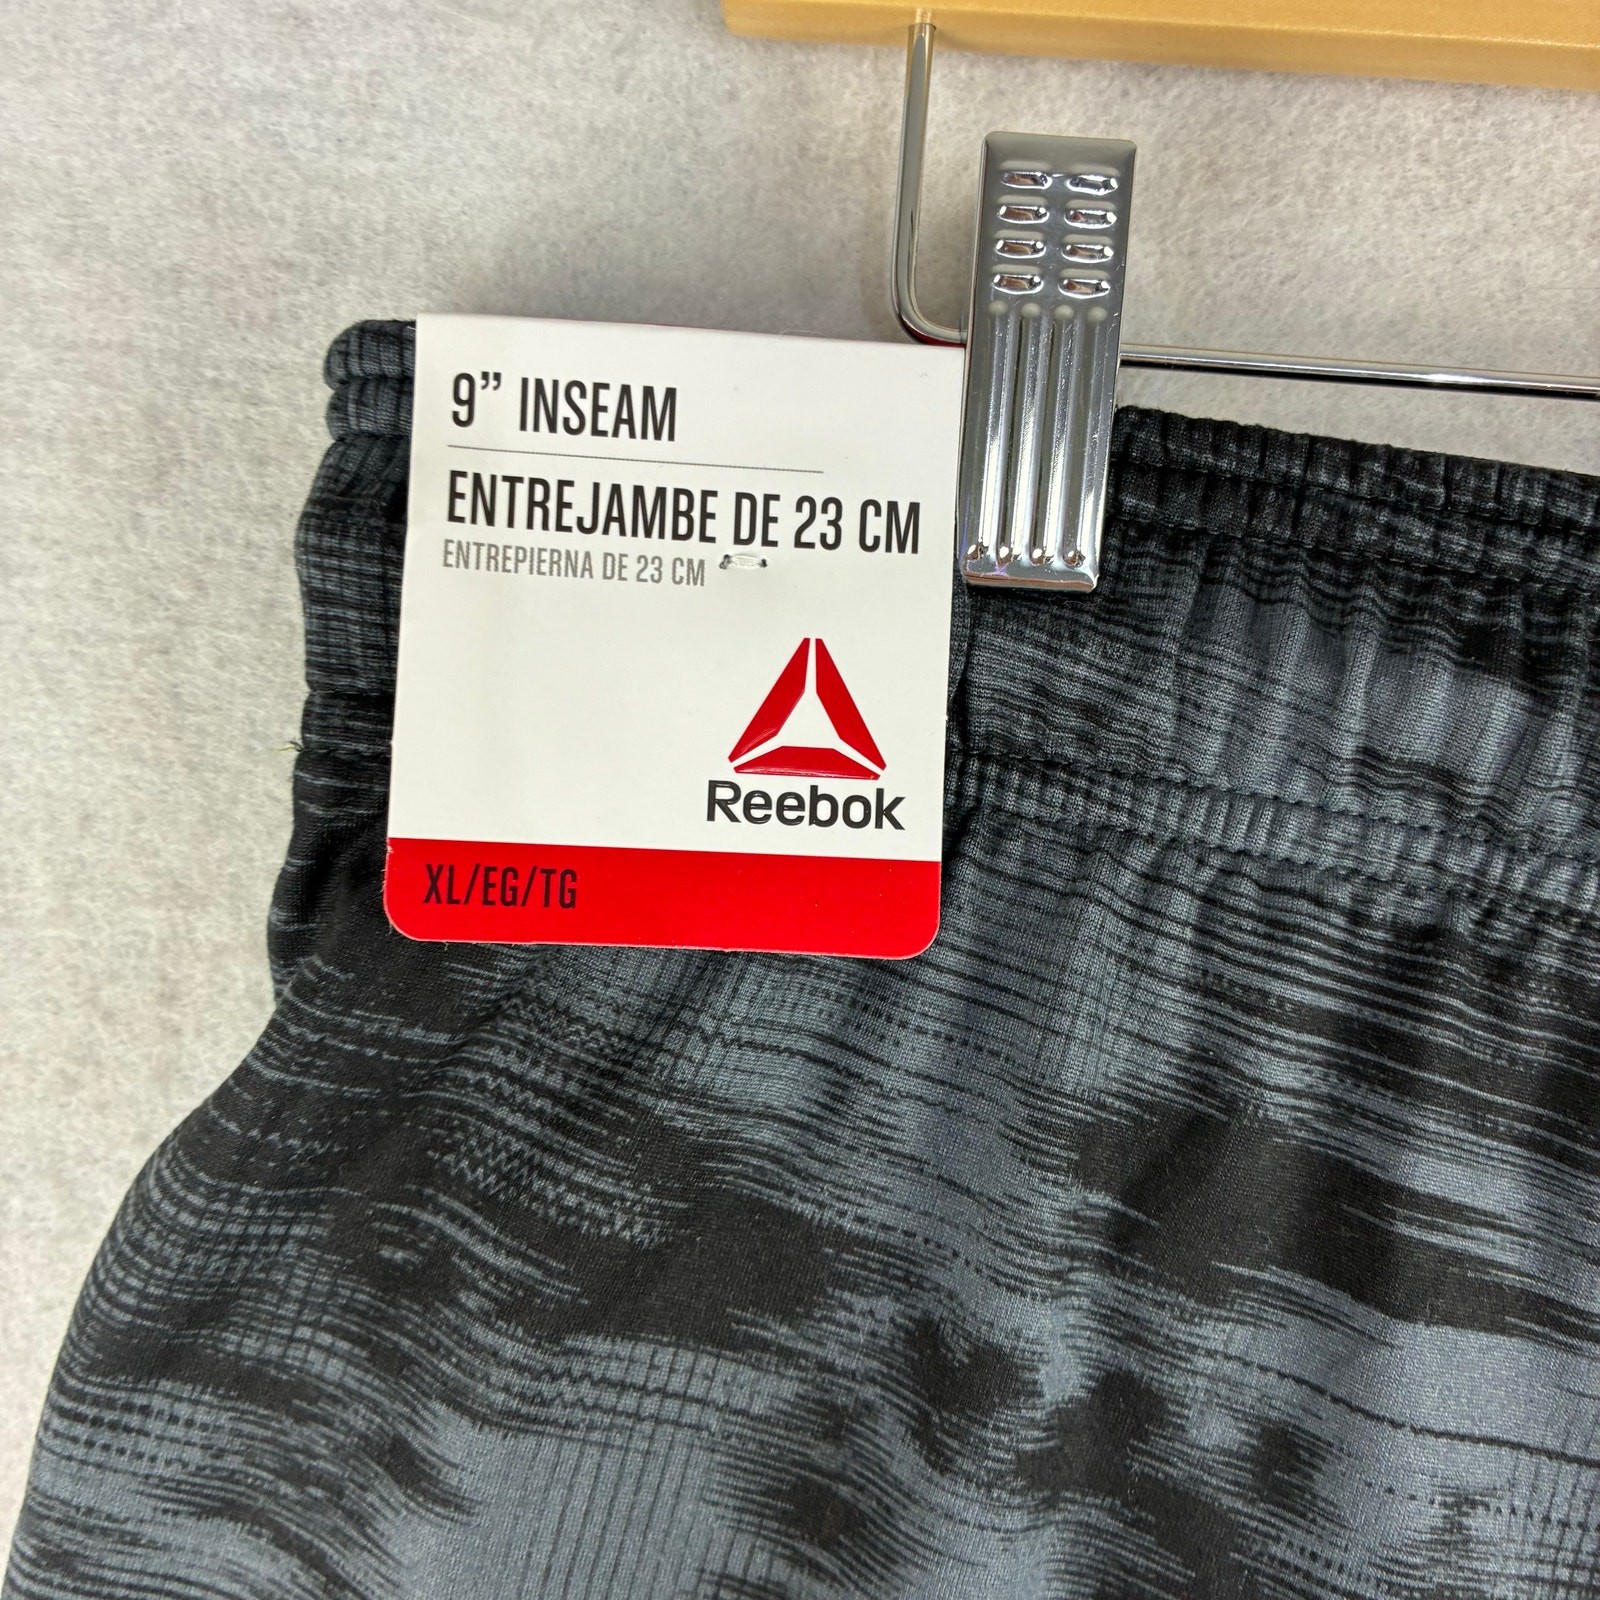 9” INSEAM
ENTREJAMBE DE 23 CM
ENTREPIERNA DE 23 CM
Reebok
XL/EG/TG